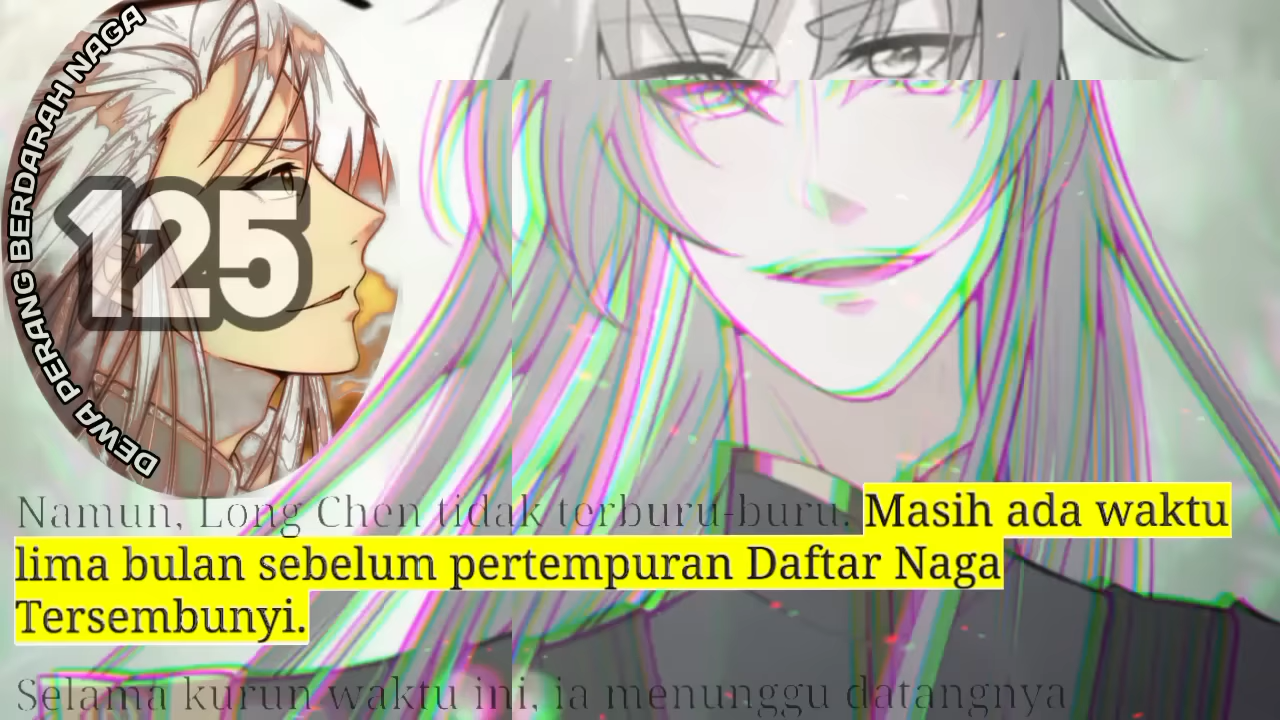 DEWA PERANG BERDARAH NAGA
125
Namun, Long Chen tidak terburu-buru. Masih ada waktu
lima bulan sebelum pertempuran Daftar Naga
Tersembunyi.
Selama kurun waktu ini, ia menunggu datangnya